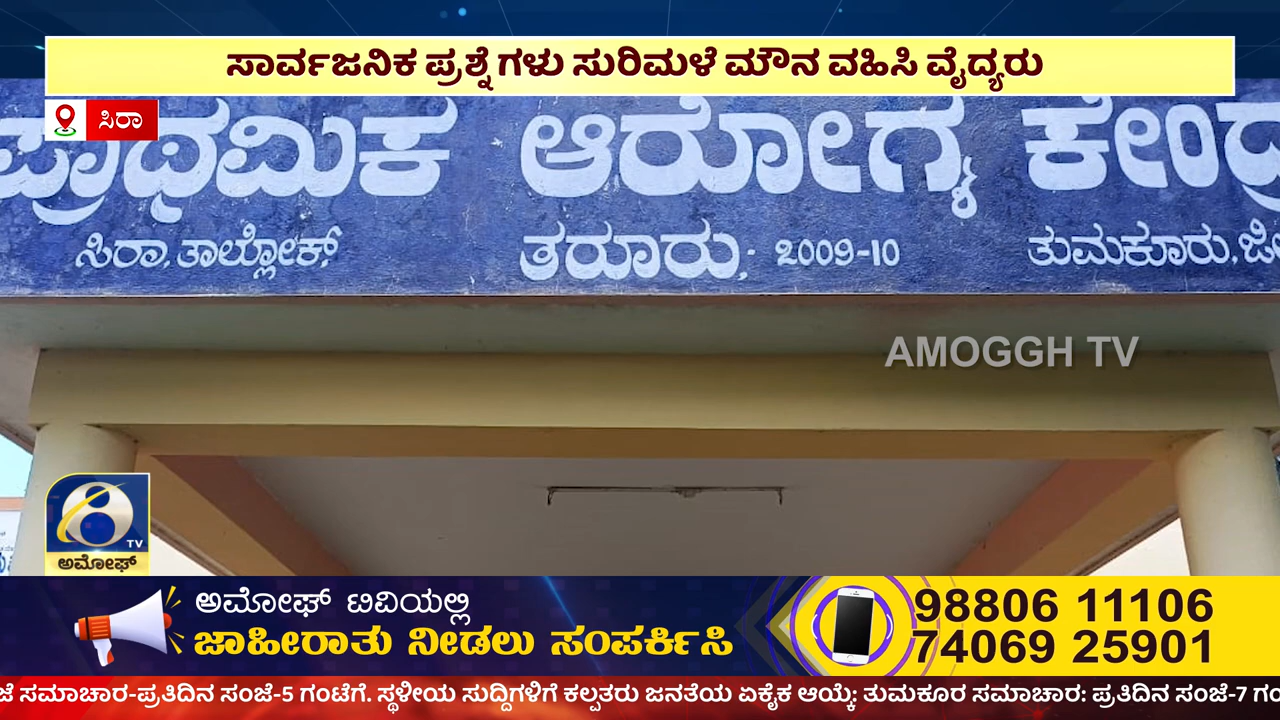 ಸಾರ್ವಜನಿಕ ಪ್ರಶ್ನೆ ಗಳು ಸುರಿಮಳೆ ಮೌನ ವಹಿಸಿ ವೈದ್ಯರು
ಸಿರಾ
ಪ್ರಾಥಮಿಕ ಆರೋಗ್ಯ ಕೇಂದ್ರ
ಸಿರಾ, ತಾಲ್ಲೋಕ್, ತರೂರು, ೭009-10 ತುಮಕೂರು,
AMOGGH TV
TV
ಅಮೋಘ್
ಅಮೋಘ್ ಟಿವಿಯಲ್ಲಿ
ಜಾಹೀರಾತು ನೀಡಲು ಸಂಪರ್ಕಿಸಿ
98806 11106
74069 25901
ಸಮಾಚಾರ-ಪ್ರತಿದಿನ ಸಂಜೆ-5 ಗಂಟೆಗೆ. ಸ್ಥಳೀಯ ಸುದ್ದಿಗಳಿಗೆ ಕಲ್ಪತರು ಜನತೆಯ ಏಕೈಕ ಆಯ್ಕೆ; ತುಮಕೂರ ಸಮಾಚಾರ: ಪ್ರತಿದಿನ ಸಂಜೆ-7